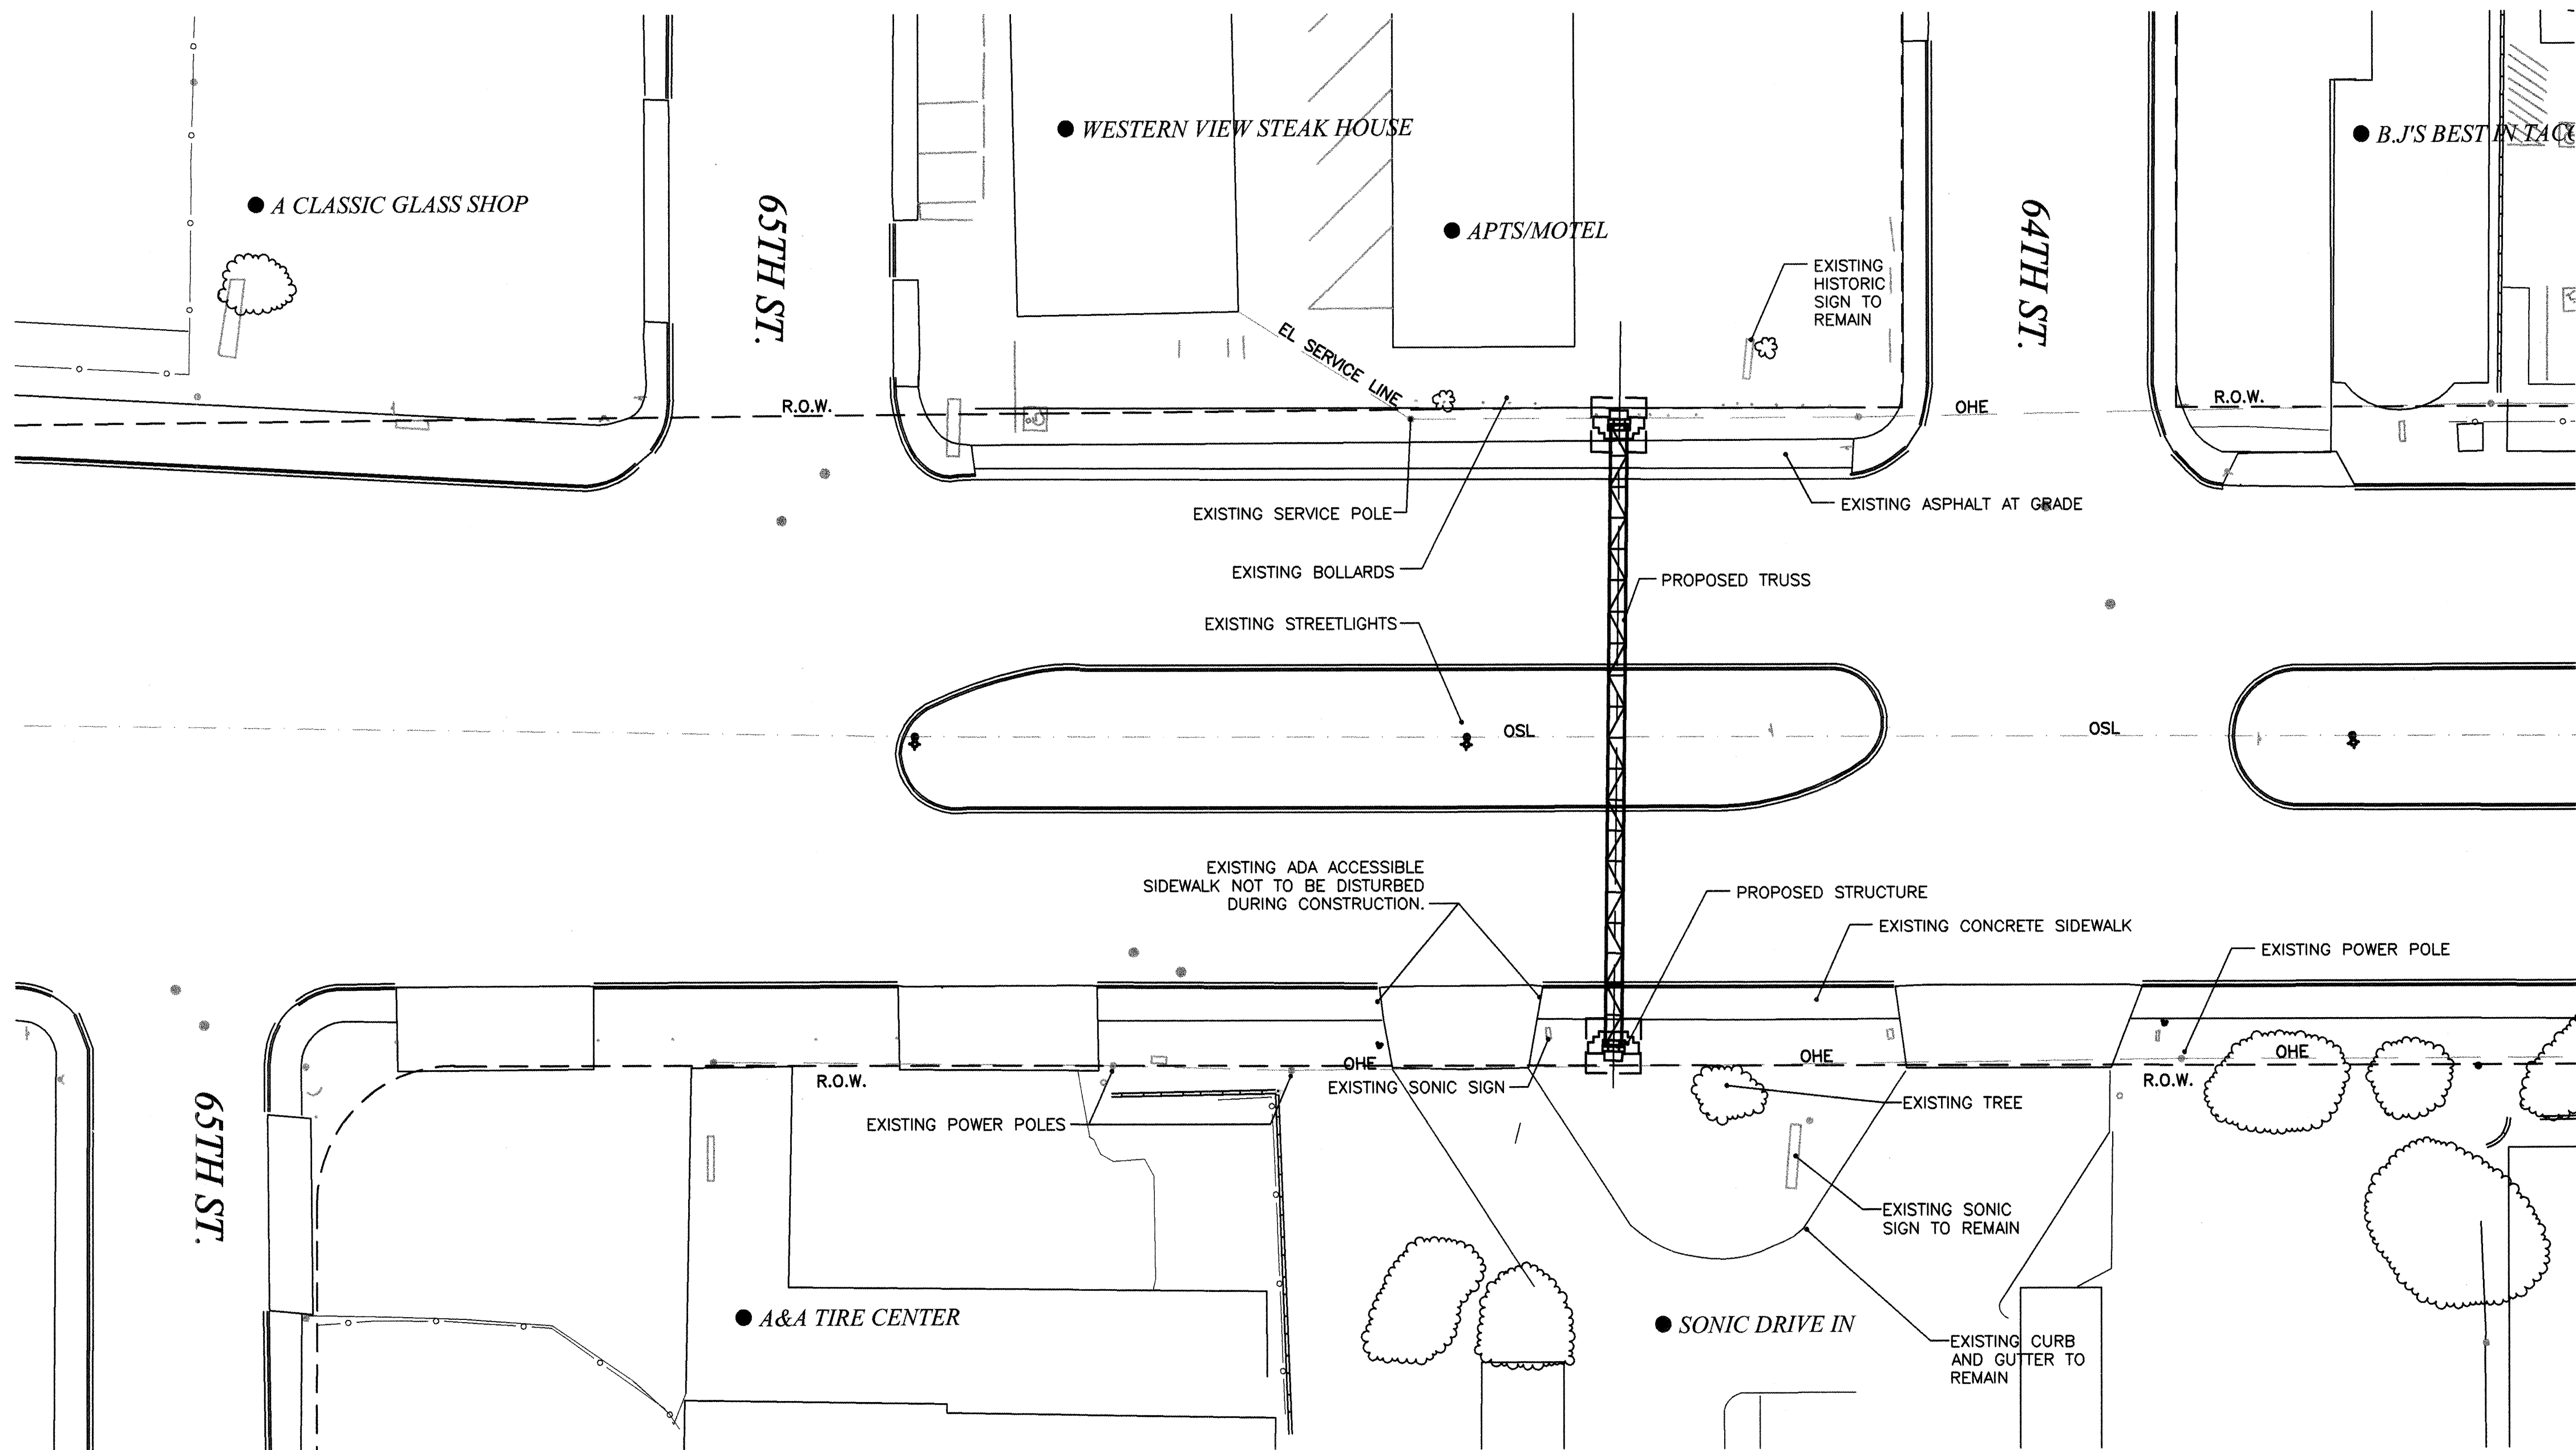 WESTERN VIEW STEAK HOUSE
B.J'S BEST IN
A CLASSIC GLASS SHOP
65TH ST.
APTS/MOTEL
64TH ST.
EXISTING
HISTORIC
SIGN TO
REMAIN
EL SERVICE LINE
R.O.W.
OHE
R.O.W.
EXISTING SERVICE POLE
EXISTING ASPHALT AT GRADE
EXISTING BOLLARDS
PROPOSED TRUSS
EXISTING STREETLIGHTS
OSL
OSL
EXISTING ADA ACCESSIBLE
SIDEWALK NOT TO BE DISTURBED
DURING CONSTRUCTION.
PROPOSED STRUCTURE
EXISTING CONCRETE SIDEWALK
EXISTING POWER POLE
OHE
OHE
OHE
R.O.W.
EXISTING SONIC SIGN
R.O.W.
EXISTING TREE
EXISTING POWER POLES
65TH ST.
EXISTING SONIC
SIGN TO REMAIN
A&A TIRE CENTER
SONIC DRIVE IN
EXISTING CURB
AND GUTTER TO
REMAIN